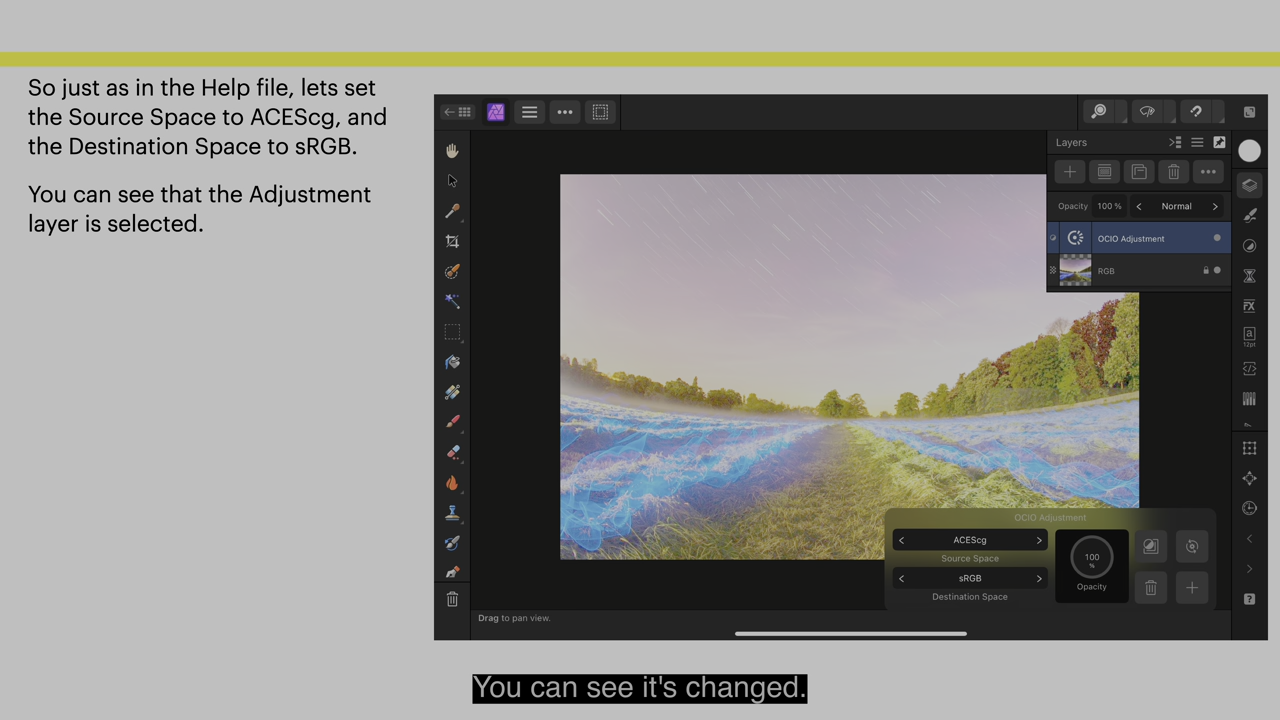 So just as in the Help file, lets set
the Source Space to ACEScg, and
the Destination Space to sRGB.
You can see that the Adjustment
layer is selected.
Layers
Opacity 100 % Normal
OCIO Adjustment
RGB
FX
a
12pt
OCIO Adjustment
ACEScg
Source Space
sRGB
Destination Space
100
%
Opacity
Drag to pan view.
You can see it's changed.